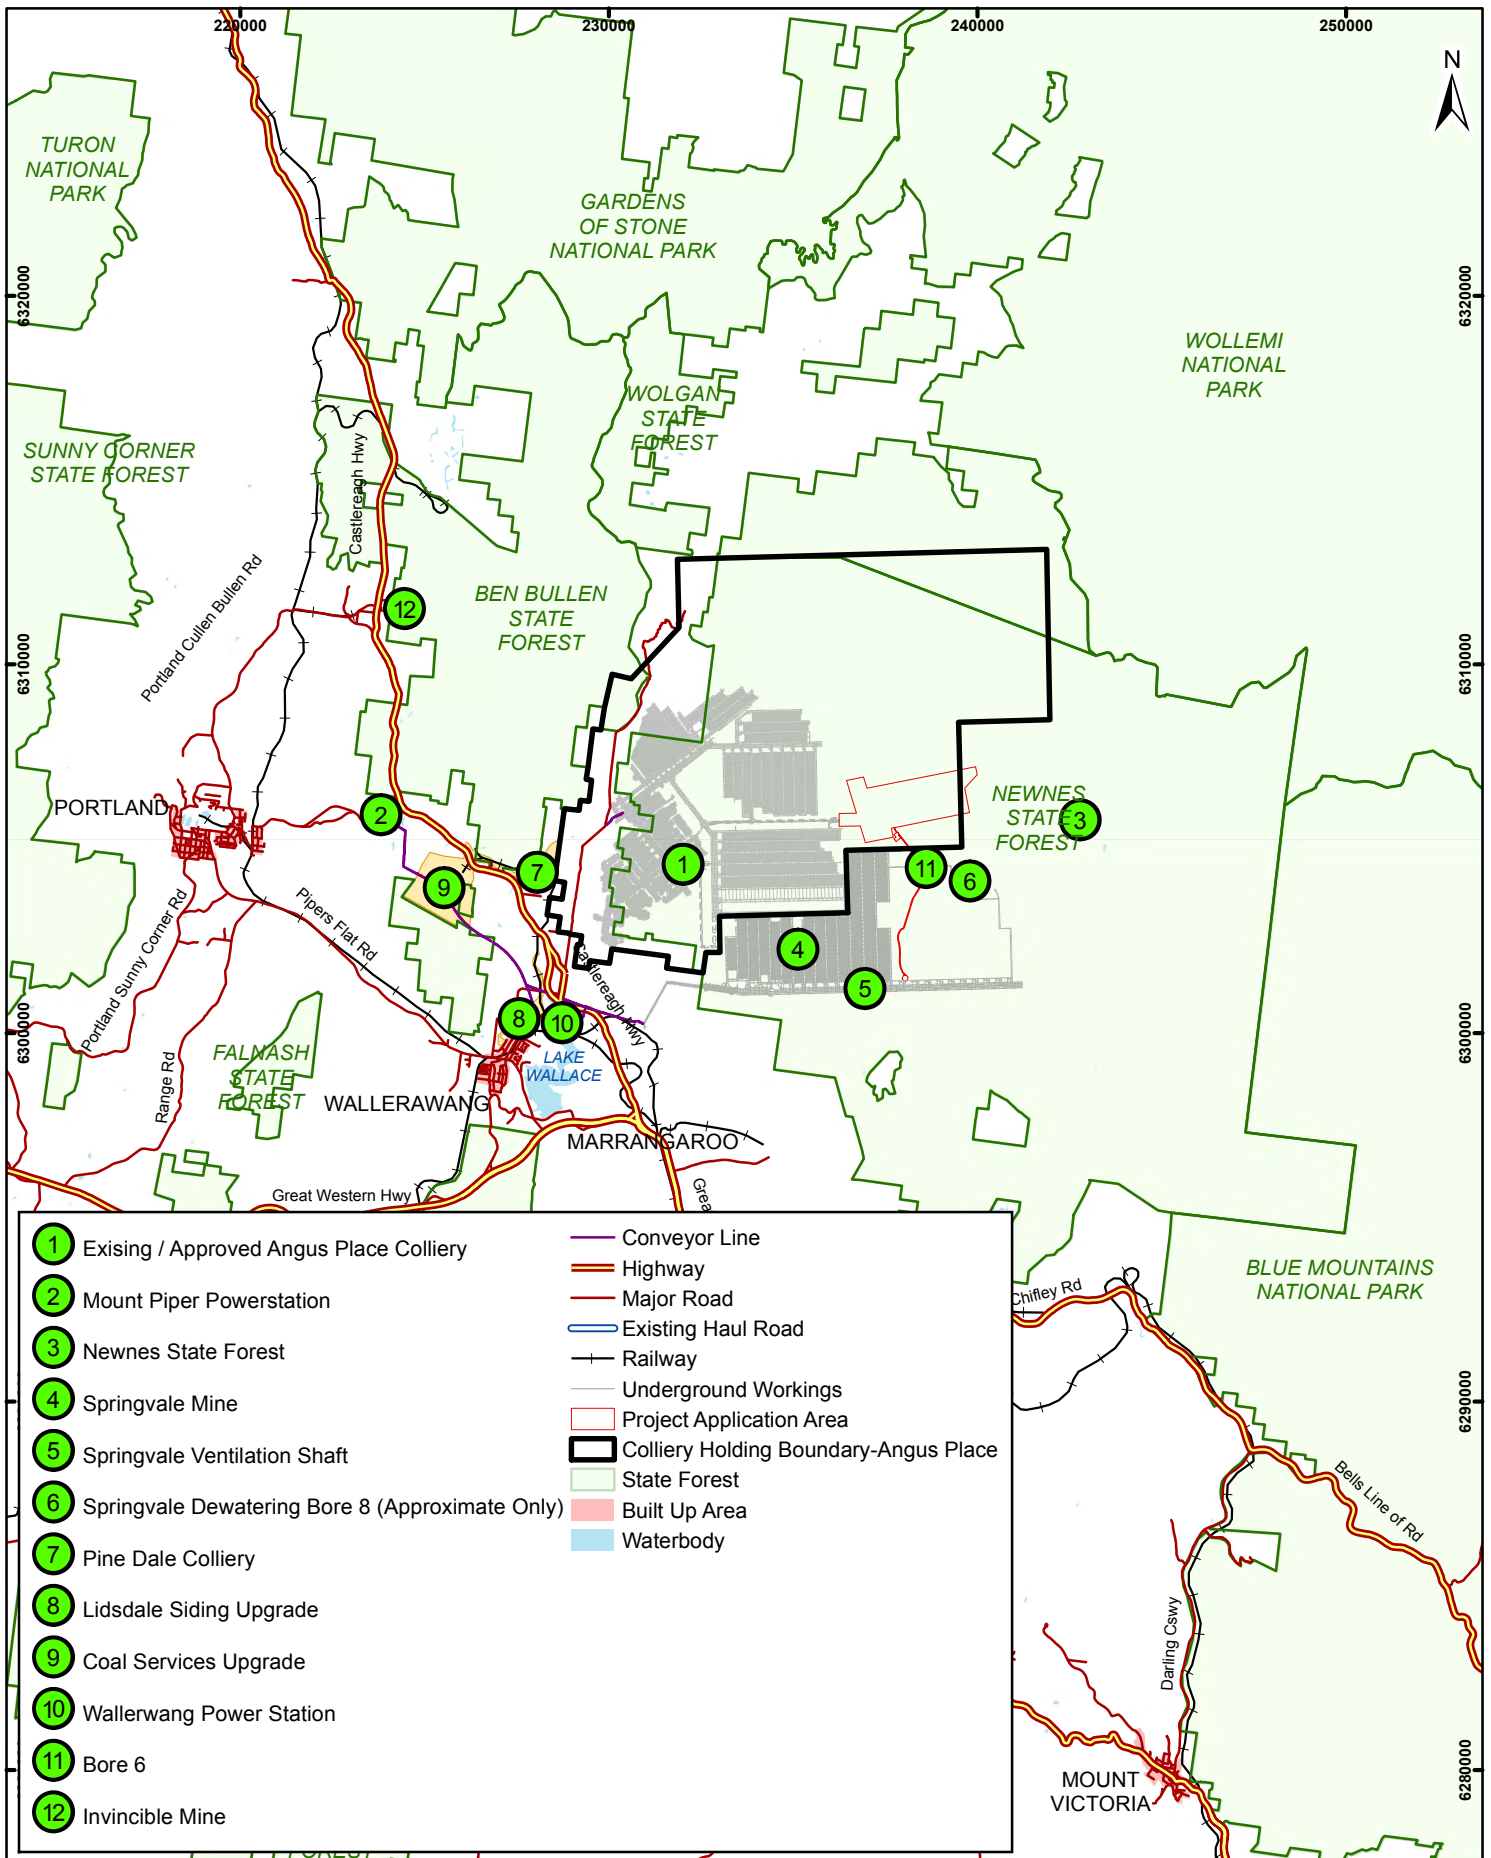 220000
230000
240000
250000
N
TURON
NATIONAL
PARK
GARDENS
OF STONE
NATIONAL PARK
6320000
6320000
WOLLEMI
NATIONAL
PARK
WOLGAN
STATE
FOREST
SUNNY CORNER
STATE FOREST
Castlereagh Hwy
Portland Cullen Bullen Rd
BEN BULLEN
STATE
FOREST
12
6310000
6310000
PORTLAND
2
NEWNES
STATE
FOREST
3
1
7
11
6
9
Pipers Flat Rd
Portland Sunny Corner Rd
4
Castlereagh Hwy
5
8
10
6300000
6300000
LAKE
WALLACE
FALNASH
STATE
FOREST
Range Rd
WALLERAWANG
MARRANGAROO
Great Western Hwy
Grea
1 Exising / Approved Angus Place Colliery
2 Mount Piper Powerstation
3 Newnes State Forest
4 Springvale Mine
5 Springvale Ventilation Shaft
6 Springvale Dewatering Bore 8 (Approximate Only)
7 Pine Dale Colliery
8 Lidsdale Siding Upgrade
9 Coal Services Upgrade
10 Wallerwang Power Station
11 Bore 6
12 Invincible Mine
Conveyor Line
Highway
Major Road
Existing Haul Road
Railway
Underground Workings
Project Application Area
Colliery Holding Boundary-Angus Place
State Forest
Built Up Area
Waterbody
BLUE MOUNTAINS
NATIONAL PARK
Chifley Rd
6290000
Bells Line of Rd
Darling Cswy
6280000
MOUNT
VICTORIA
FOREST